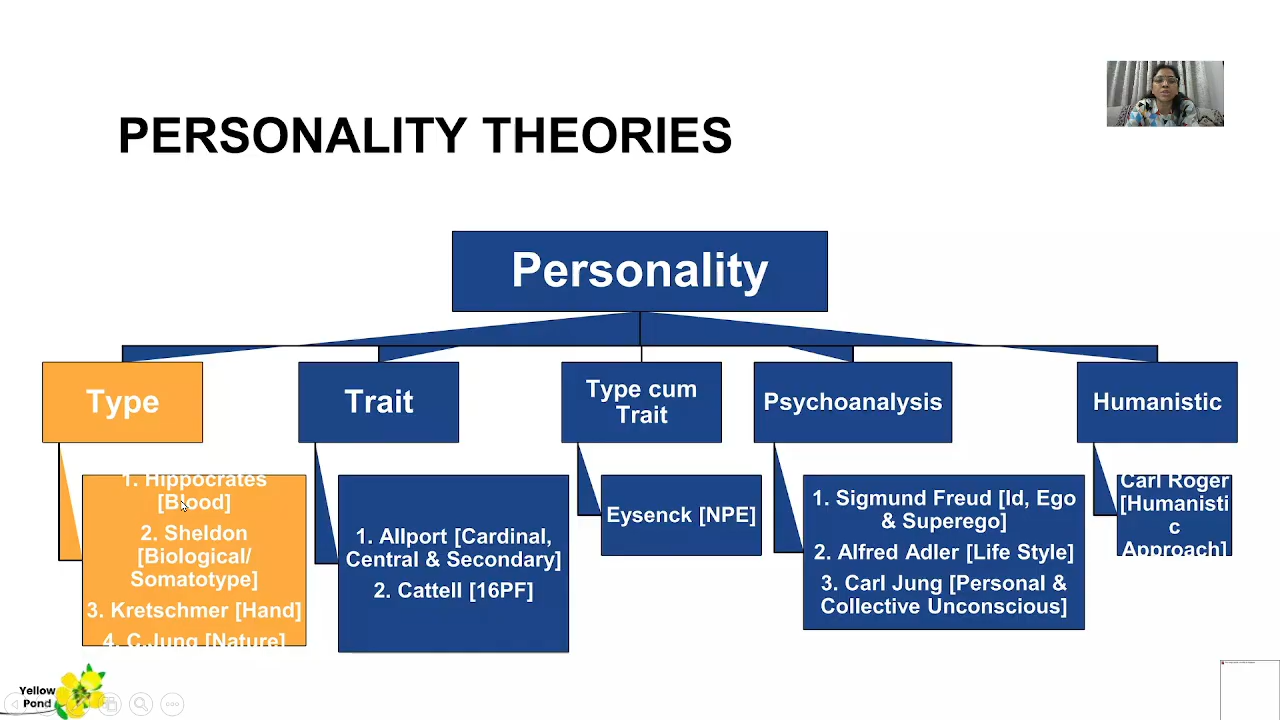 PERSONALITY THEORIES
Personality
Type
1. Hippocrates
[Blood]
2. Sheldon
[Biological/
Somatotype]
3. Kretschmer [Hand]
4. C.Jung [Nature]
Trait
1. Allport [Cardinal,
Central & Secondary]
2. Cattell [16PF]
Type cum
Trait
Eysenck [NPE]
Psychoanalysis
1. Sigmund Freud [Id, Ego
& Superego]
2. Alfred Adler [Life Style]
3. Carl Jung [Personal &
Collective Unconscious]
Humanistic
Carl Roger
[Humanisti
c
Approach]
Yellow
Pond